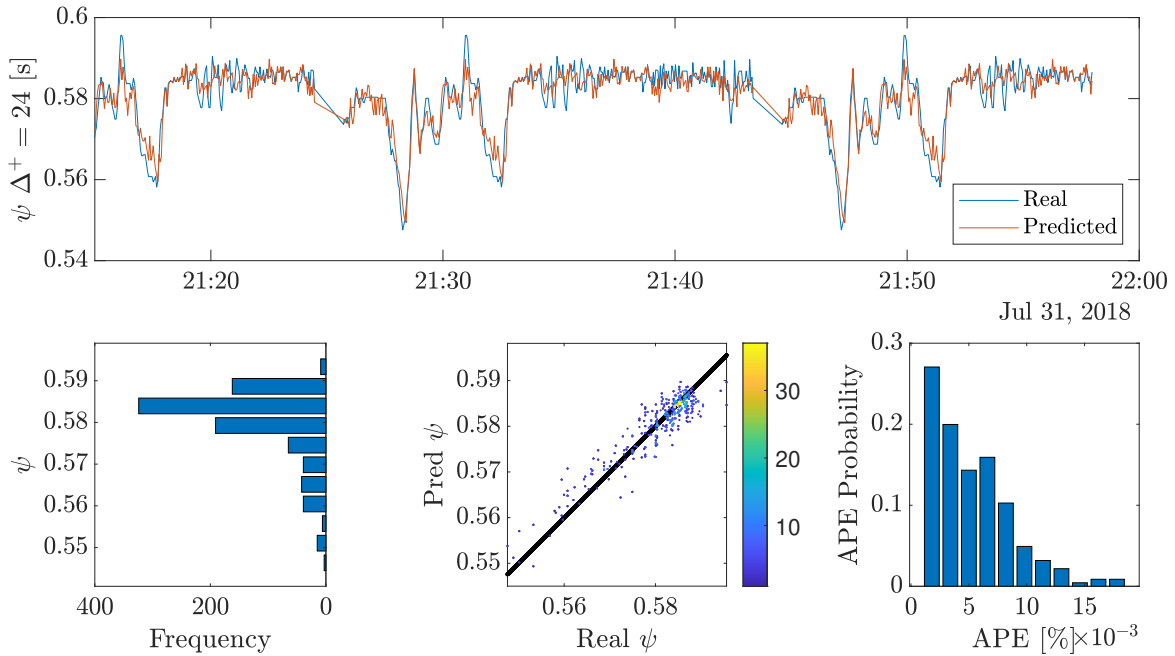 0.6
0.58
0.56
0.54
ψ Δ⁺ = 24 [s]
Real
Predicted
21:20 21:30 21:40 21:50 22:00
Jul 31, 2018
0.59
0.58
0.57
0.56
0.55
ψ
400 200 0
Frequency
0.59
0.58
0.57
0.56
0.55
Pred ψ
0.56 0.58
Real ψ
30
20
10
0.3
0.2
0.1
0
APE Probability
0 5 10 15
APE [%]×10⁻³